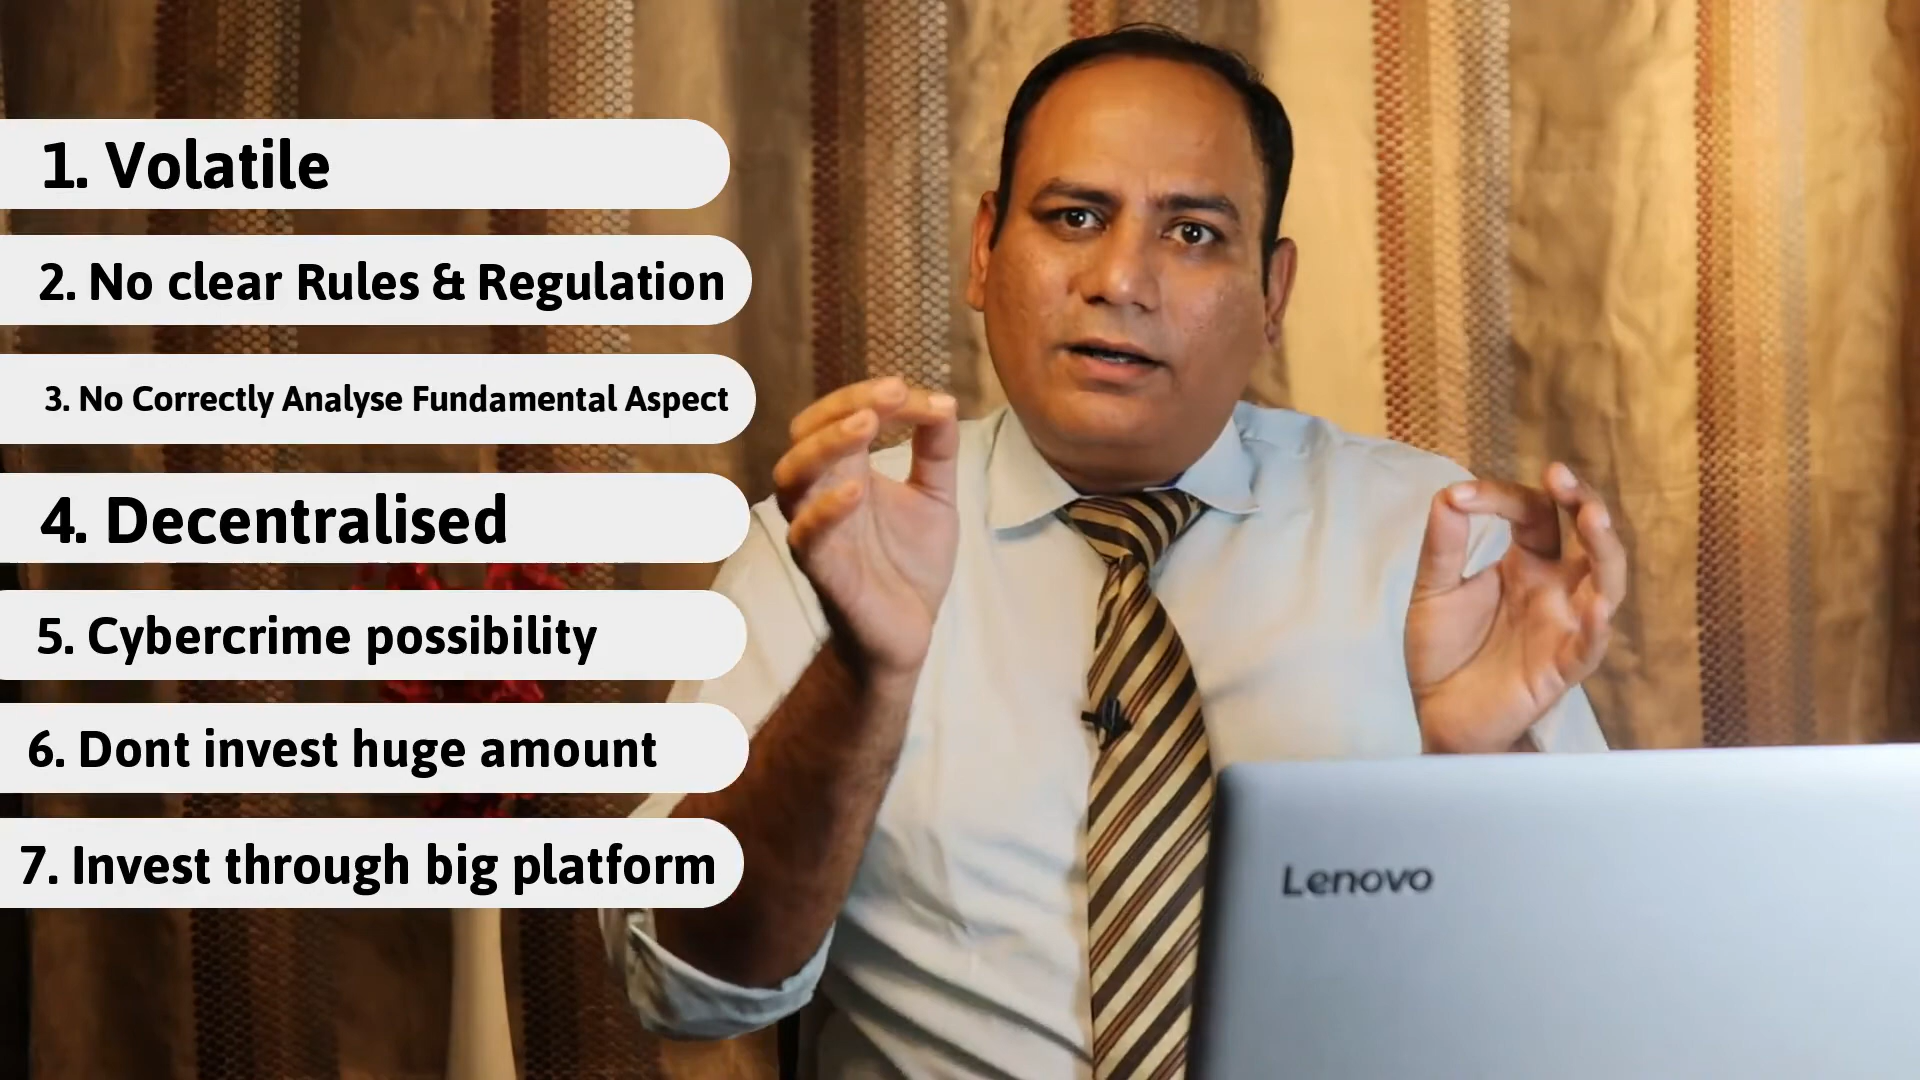 1. Volatile
2. No clear Rules & Regulation
3. No Correctly Analyse Fundamental Aspect
4. Decentralised
5. Cybercrime possibility
6. Dont invest huge amount
7. Invest through big platform
Lenovo